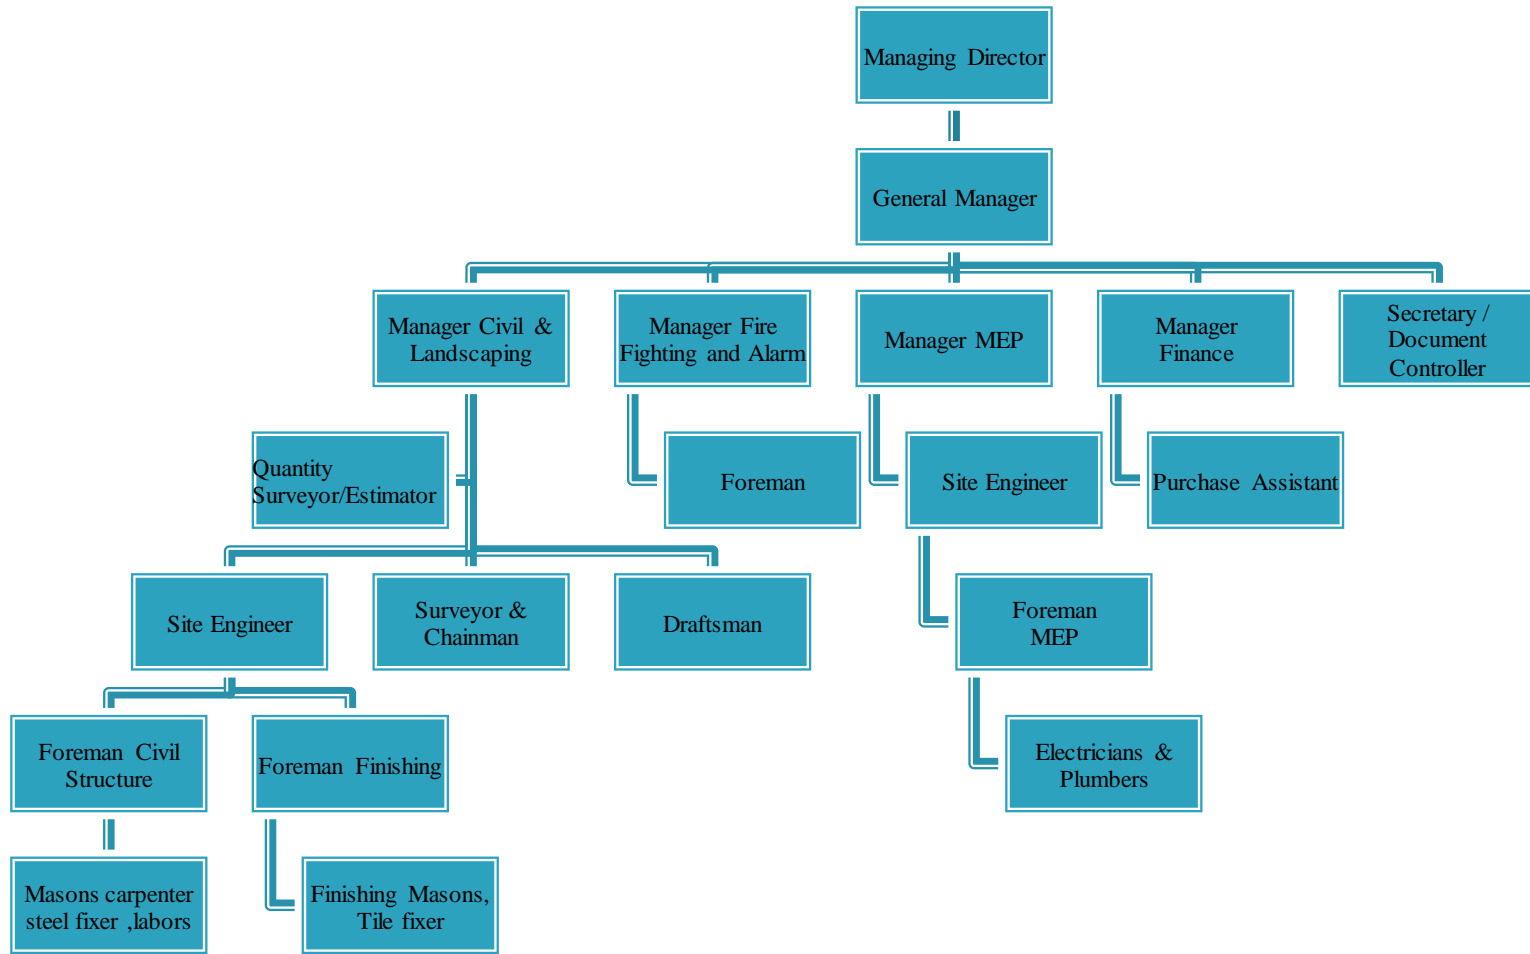 Managing Director
General Manager
Manager Civil &
Landscaping
Manager Fire
Fighting and Alarm
Manager MEP
Manager
Finance
Secretary /
Document
Controller
Quantity
Surveyor/Estimator
Foreman
Site Engineer
Purchase Assistant
Site Engineer
Surveyor &
Chainman
Draftsman
Foreman
MEP
Foreman Civil
Structure
Foreman Finishing
Electricians &
Plumbers
Masons carpenter
steel fixer ,labors
Finishing Masons,
Tile fixer